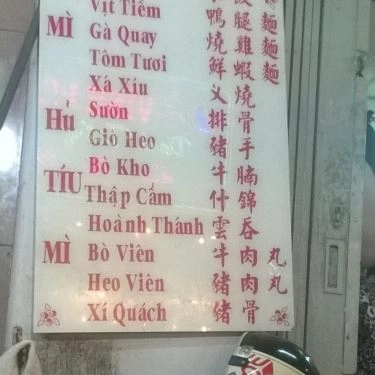 Vịt Tiềm
MÌ Gà Quay 鴨腿麵
Tôm Tươi 燒雞麵
Xá Xíu 鮮蝦麵
HỦ Sườn 义燒
Giò Heo 排骨
Bò Kho 豬手
TÍU Thập Cẩm 牛腩
Hoành Thánh 什錦
MÌ Bò Viên 雲吞
Heo Viên 牛肉丸
Xí Quách 豬肉丸
豬骨